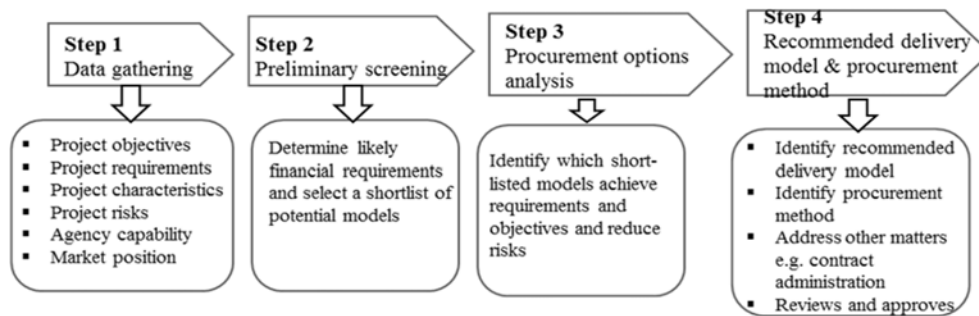 Step 1
Data gathering
Step 2
Preliminary screening
Step 3
Procurement options
analysis
Step 4
Recommended delivery
model & procurement
method
▪ Project objectives
▪ Project requirements
▪ Project characteristics
▪ Project risks
▪ Agency capability
▪ Market position
Determine likely
financial requirements
and select a shortlist of
potential models
Identify which short-
listed models achieve
requirements and
objectives and reduce
risks
▪ Identify recommended
delivery model
▪ Identify procurement
method
▪ Address other matters
e.g. contract
administration
▪ Reviews and approves